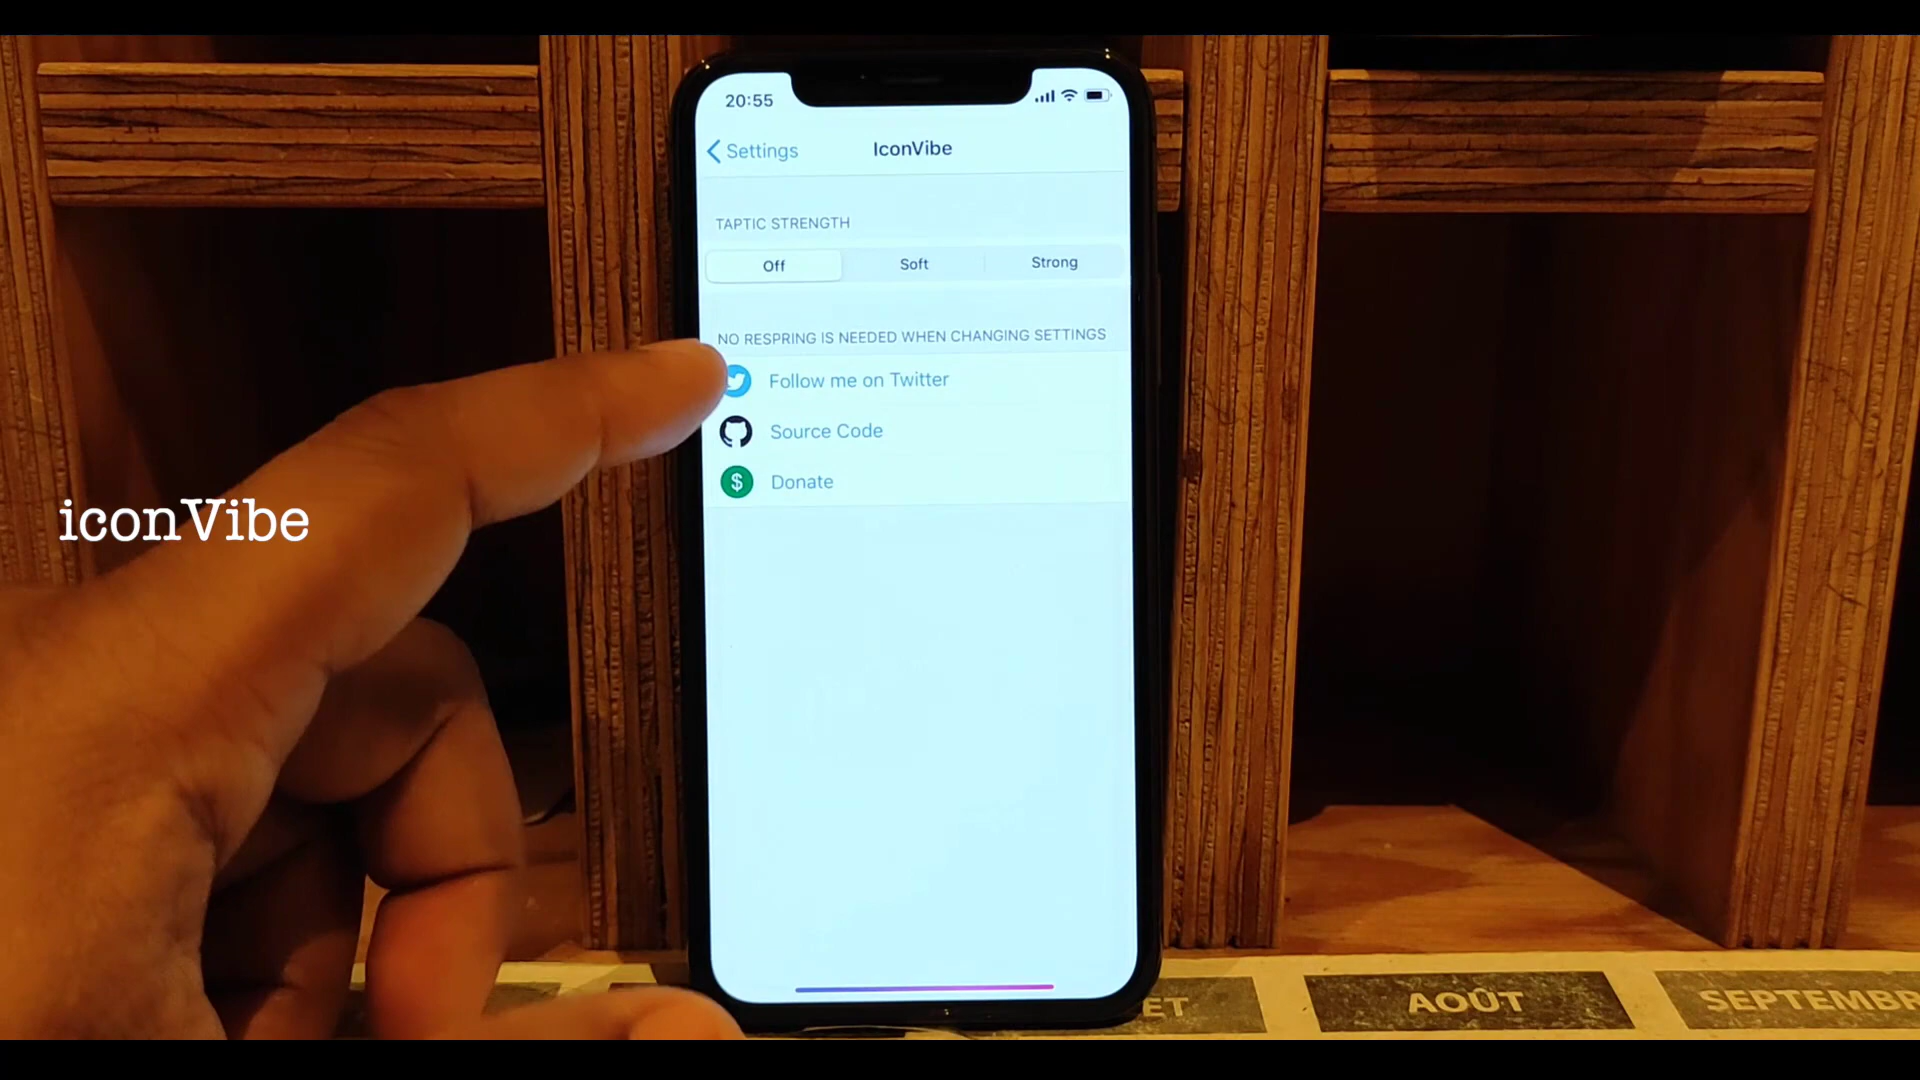 20:55
Settings
IconVibe
TAPTIC STRENGTH
Off
Soft
Strong
NO RESPRING IS NEEDED WHEN CHANGING SETTINGS
Follow me on Twitter
Source Code
$
Donate
iconVibe
ET
AOÛT
SEPTEMBR